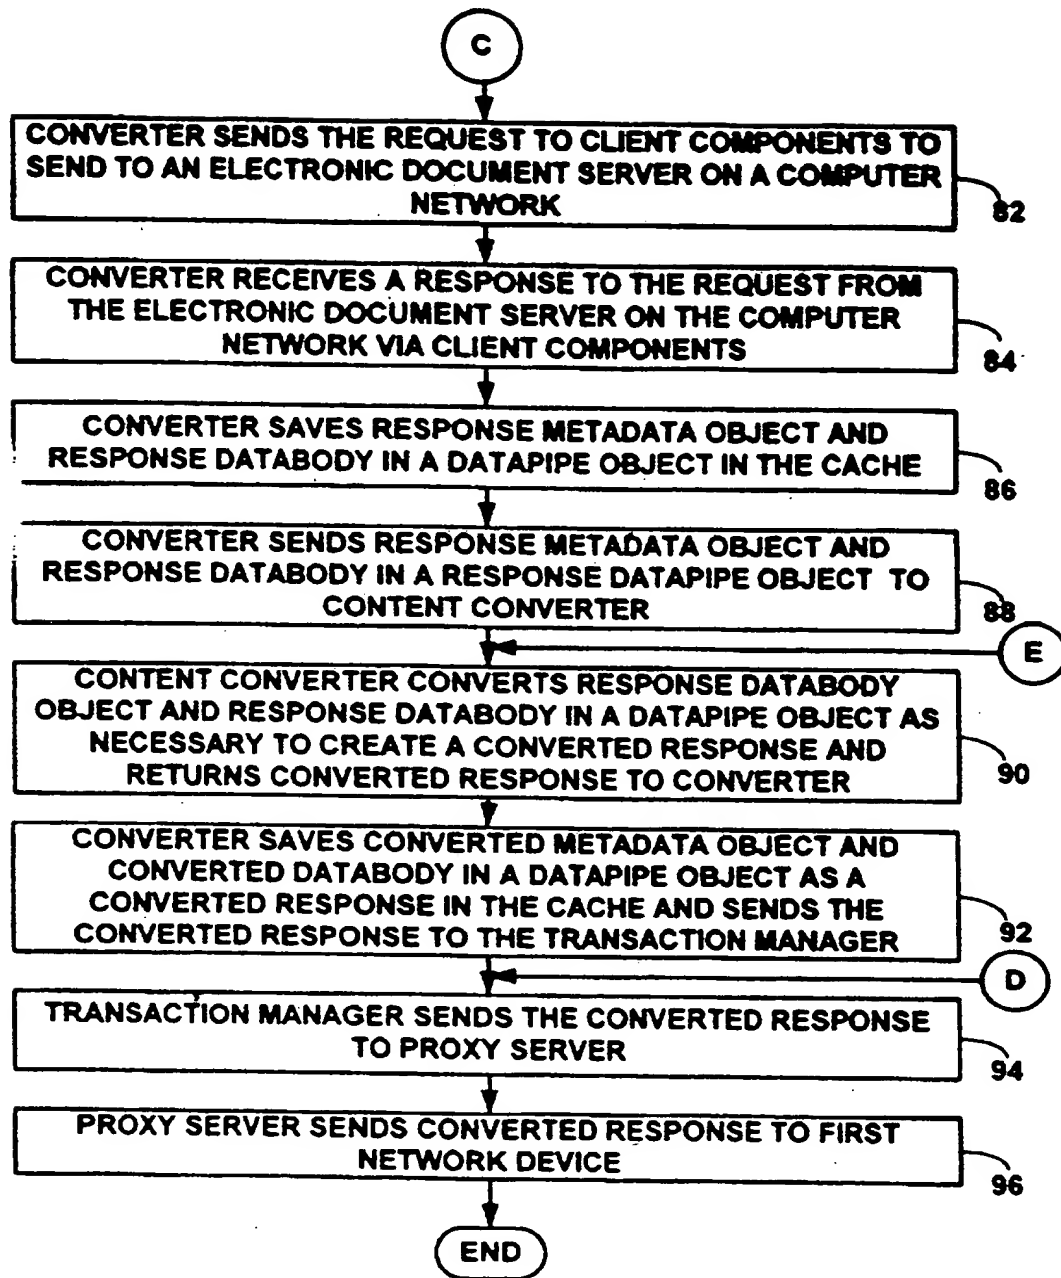 C
CONVERTER SENDS THE REQUEST TO CLIENT COMPONENTS TO
SEND TO AN ELECTRONIC DOCUMENT SERVER ON A COMPUTER
NETWORK
82
CONVERTER RECEIVES A RESPONSE TO THE REQUEST FROM
THE ELECTRONIC DOCUMENT SERVER ON THE COMPUTER
NETWORK VIA CLIENT COMPONENTS
84
CONVERTER SAVES RESPONSE METADATA OBJECT AND
RESPONSE DATABODY IN A DATAPIPE OBJECT IN THE CACHE
86
CONVERTER SENDS RESPONSE METADATA OBJECT AND
RESPONSE DATABODY IN A RESPONSE DATAPIPE OBJECT TO
CONTENT CONVERTER
88
E
CONTENT CONVERTER CONVERTS RESPONSE DATABODY
OBJECT AND RESPONSE DATABODY IN A DATAPIPE OBJECT AS
NECESSARY TO CREATE A CONVERTED RESPONSE AND
RETURNS CONVERTED RESPONSE TO CONVERTER
90
CONVERTER SAVES CONVERTED METADATA OBJECT AND
CONVERTED DATABODY IN A DATAPIPE OBJECT AS A
CONVERTED RESPONSE IN THE CACHE AND SENDS THE
CONVERTED RESPONSE TO THE TRANSACTION MANAGER
92
D
TRANSACTION MANAGER SENDS THE CONVERTED RESPONSE
TO PROXY SERVER
94
PROXY SERVER SENDS CONVERTED RESPONSE TO FIRST
NETWORK DEVICE
96
END